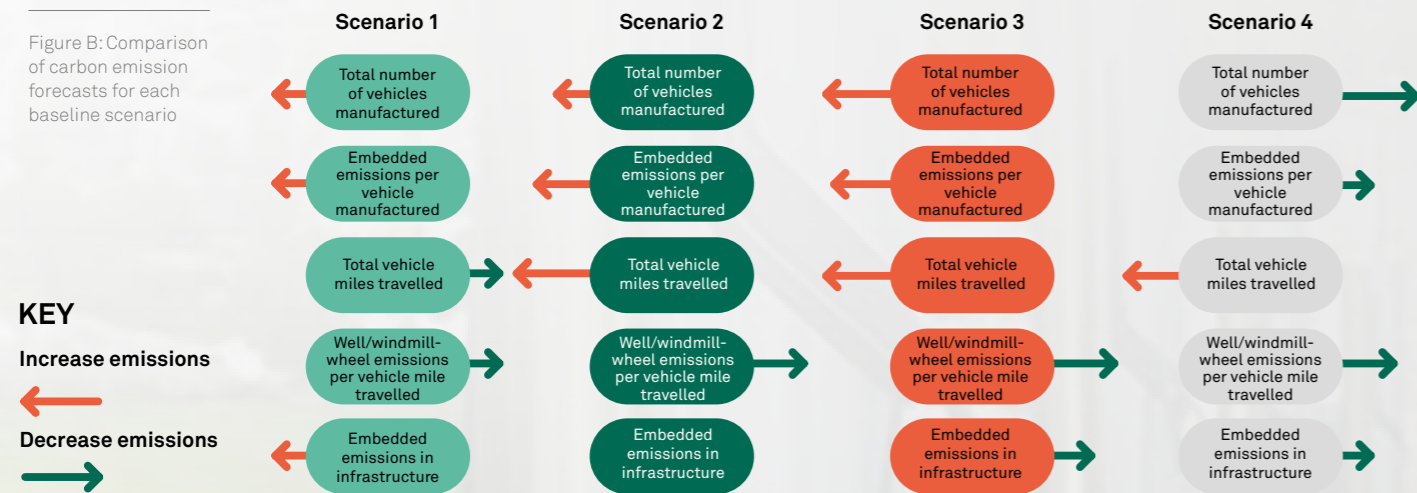 Figure B: Comparison
of carbon emission
forecasts for each
baseline scenario
KEY
Increase emissions
Decrease emissions
Scenario 1
Total number
of vehicles
manufactured
Embedded
emissions per
vehicle
manufactured
Total vehicle
miles travelled
Well/windmill-
wheel emissions
per vehicle mile
travelled
Embedded
emissions in
infrastructure
Scenario 2
Total number
of vehicles
manufactured
Embedded
emissions per
vehicle
manufactured
Total vehicle
miles travelled
Well/windmill-
wheel emissions
per vehicle mile
travelled
Embedded
emissions in
infrastructure
Scenario 3
Total number
of vehicles
manufactured
Embedded
emissions per
vehicle
manufactured
Total vehicle
miles travelled
Well/windmill-
wheel emissions
per vehicle mile
travelled
Embedded
emissions in
infrastructure
Scenario 4
Total number
of vehicles
manufactured
Embedded
emissions per
vehicle
manufactured
Total vehicle
miles travelled
Well/windmill-
wheel emissions
per vehicle mile
travelled
Embedded
emissions in
infrastructure